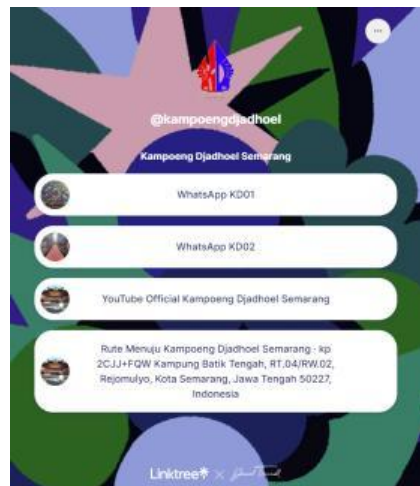 @kampoengdjadhoel
Kampoeng Djadhoel Semarang
WhatsApp KD01
WhatsApp KD02
YouTube Official Kampoeng Djadhoel Semarang
Rute Menuju Kampoeng Djadhoel Semarang · kp
2CJJ+FQW Kampung Batik Tengah, RT.04/RW.02,
Rejomulyo, Kota Semarang, Jawa Tengah 50227,
Indonesia
Linktree* ×